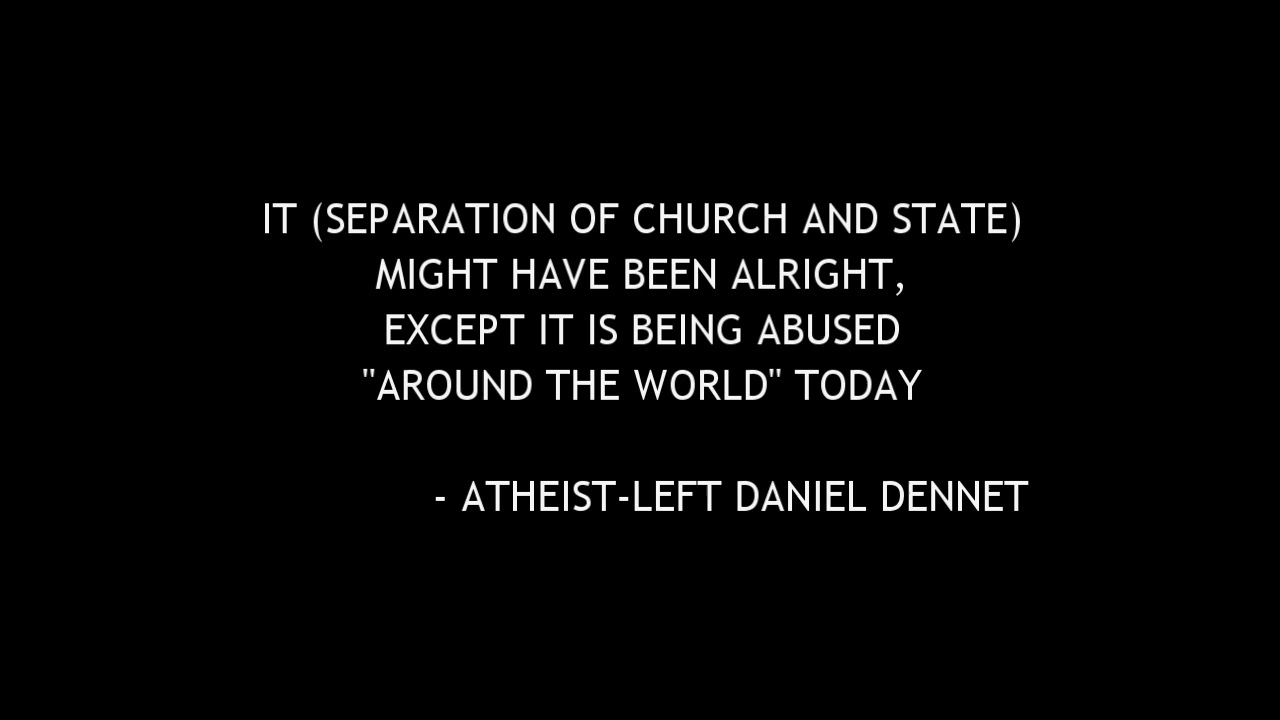 IT (SEPARATION OF CHURCH AND STATE)
MIGHT HAVE BEEN ALRIGHT,
EXCEPT IT IS BEING ABUSED
"AROUND THE WORLD" TODAY
- ATHEIST-LEFT DANIEL DENNET